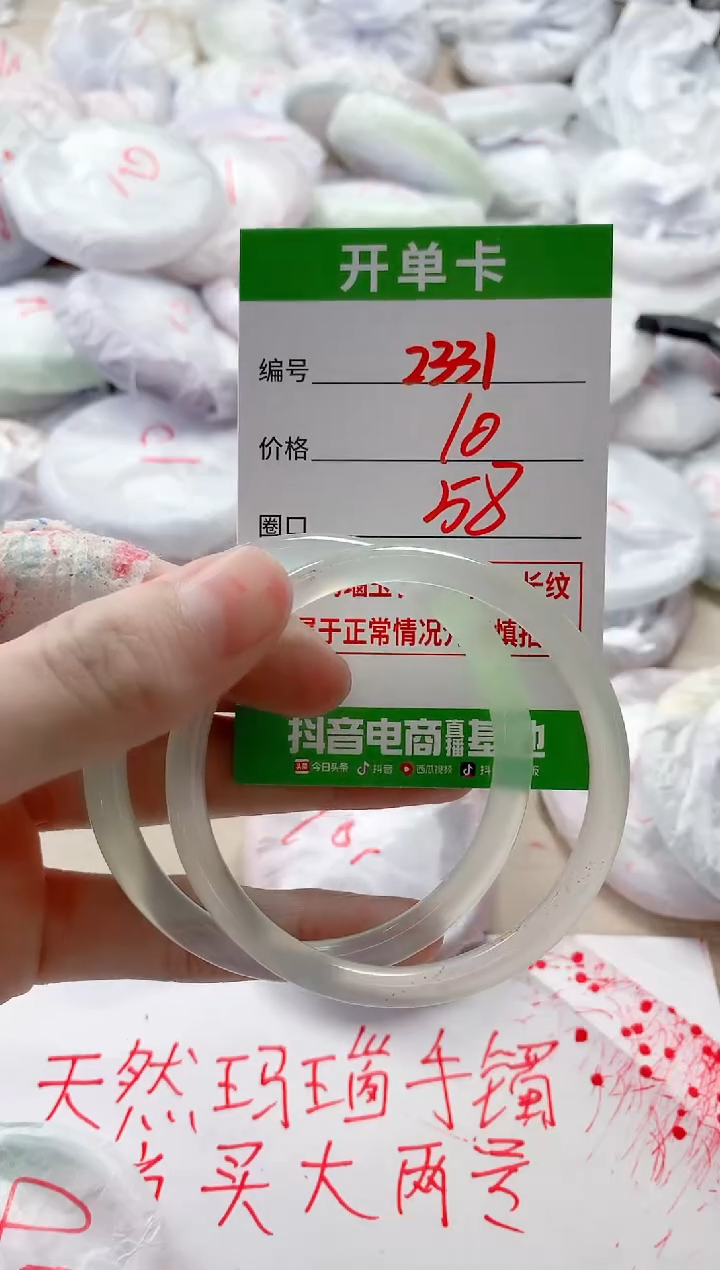 开单卡
编号 2331
价格 10
圈口 58
长纹
于正常情况 慎拍
抖音电商直播基地
今日头条 抖音 西瓜视频
天然玛瑙手镯
买大两号